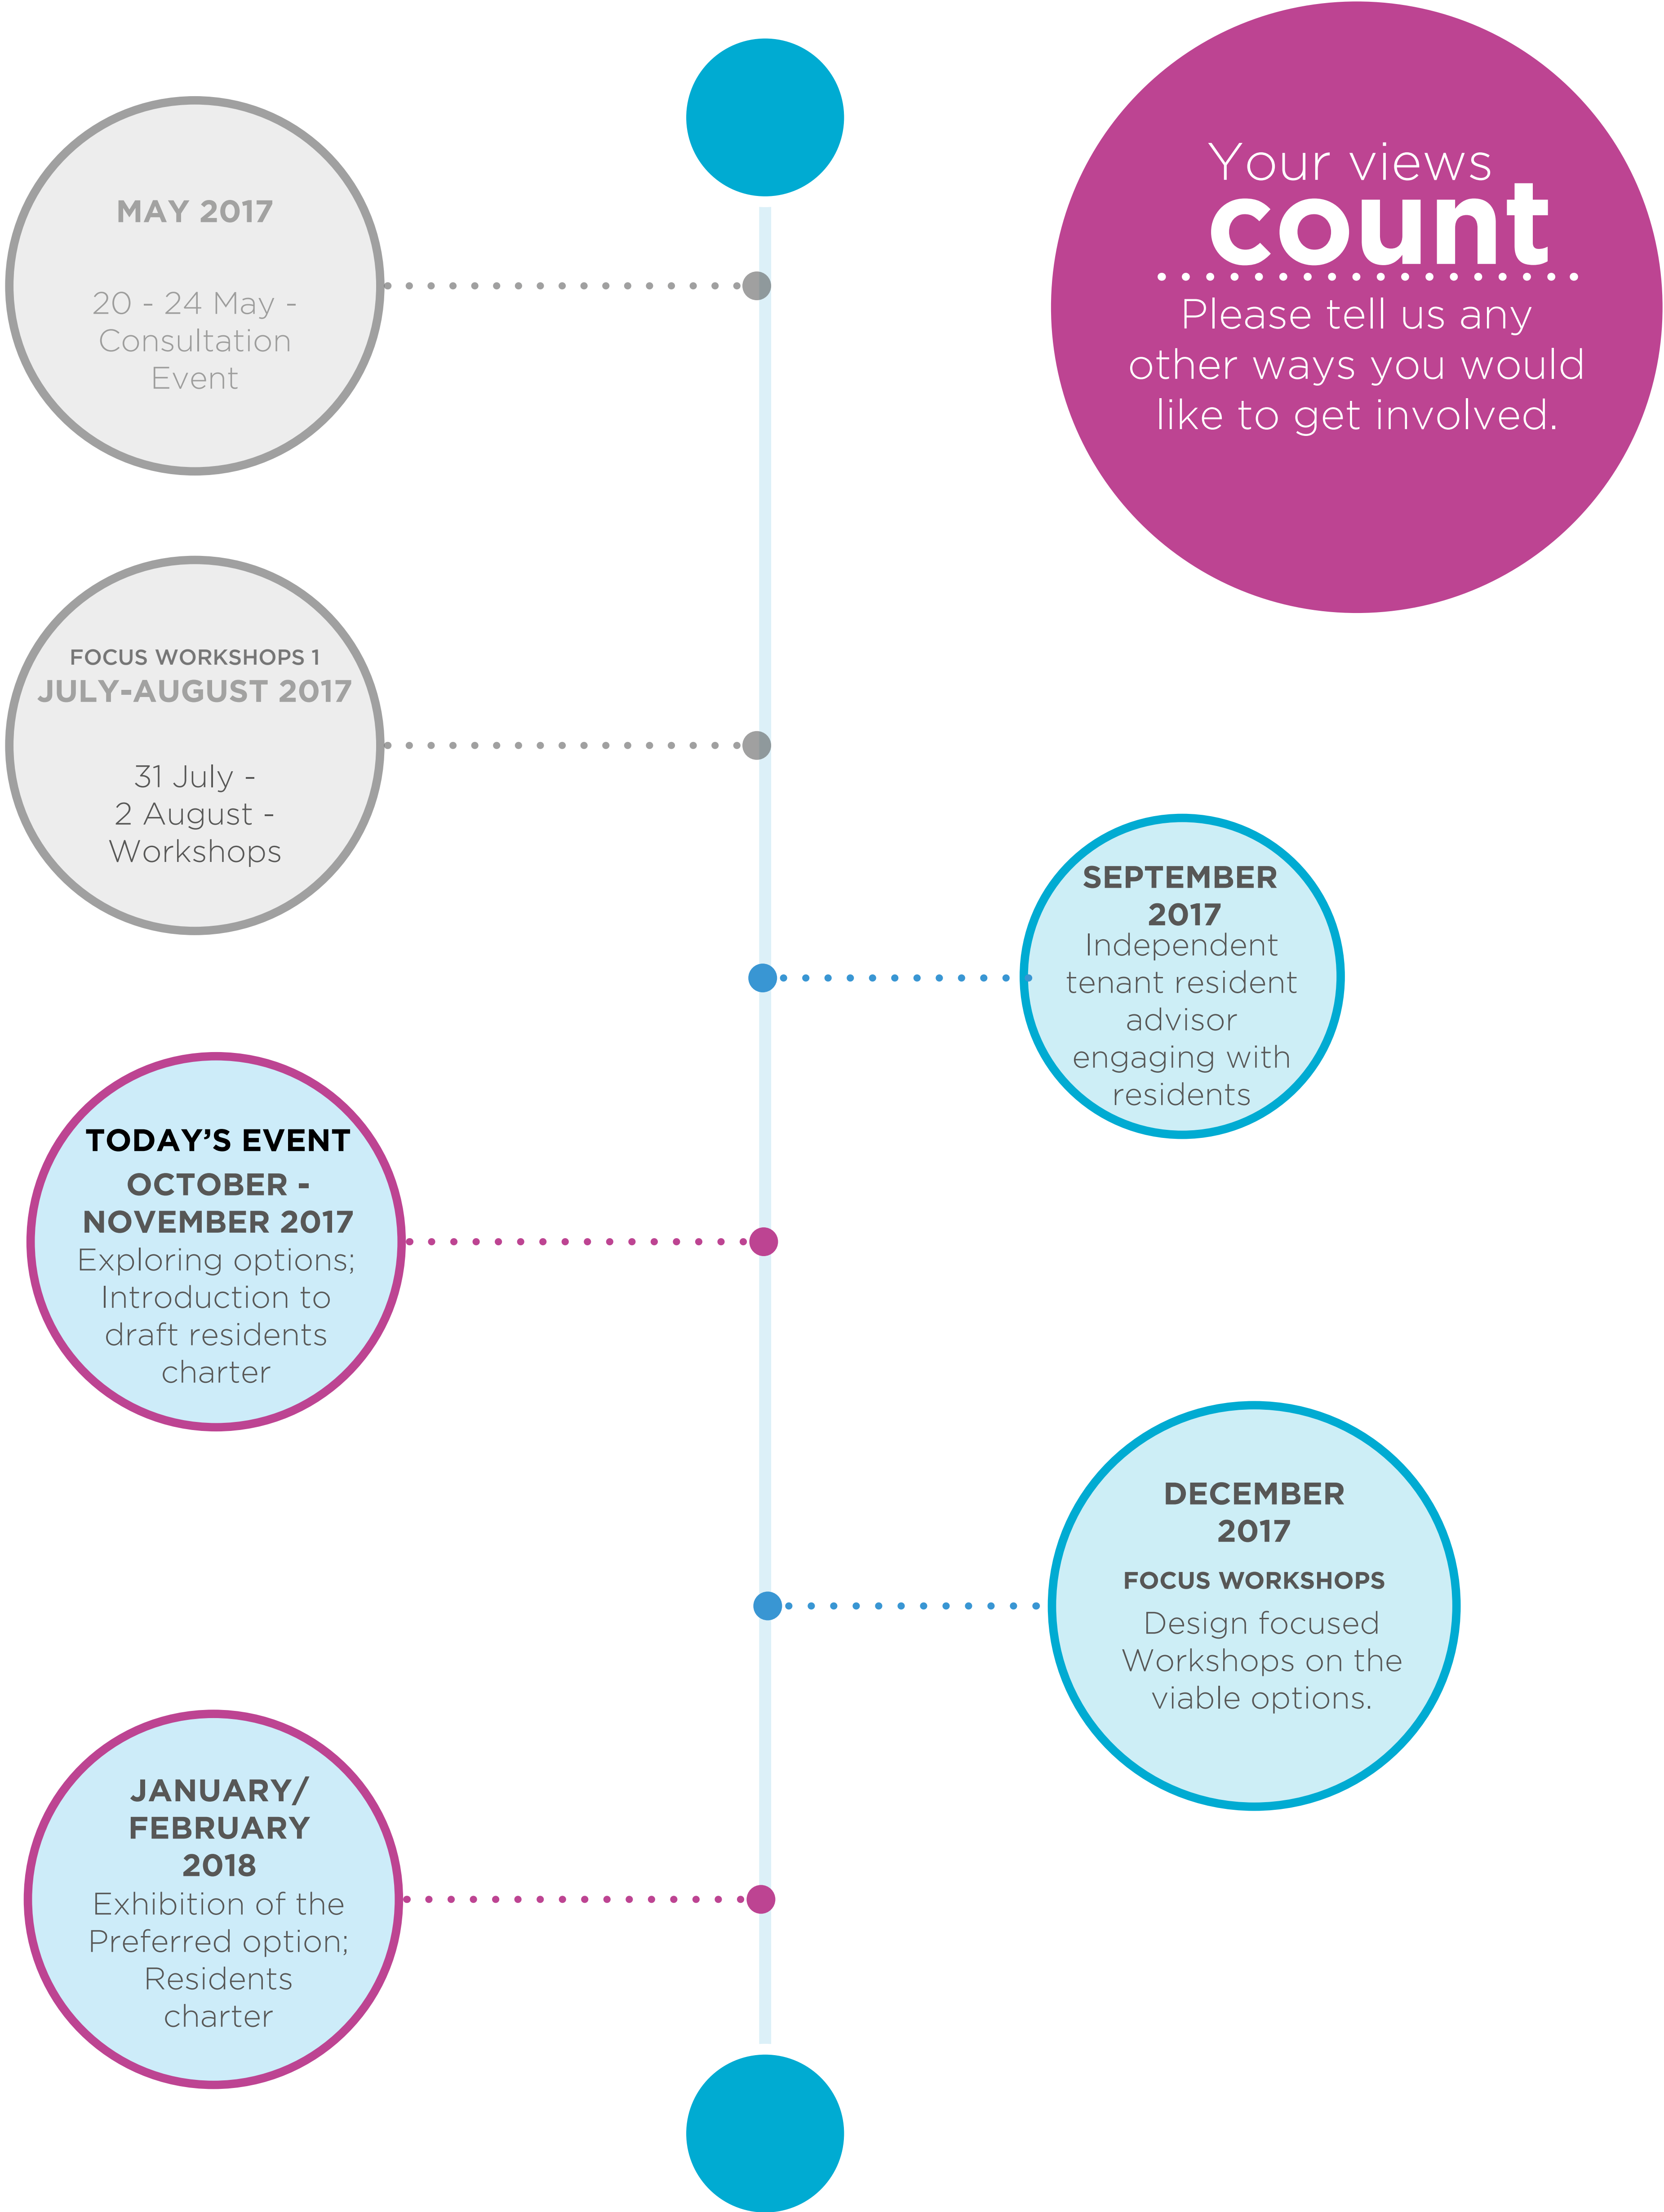 Your views
count
Please tell us any
other ways you would
like to get involved.
MAY 2017
20 - 24 May -
Consultation
Event
FOCUS WORKSHOPS 1
JULY-AUGUST 2017
31 July -
2 August -
Workshops
SEPTEMBER
2017
Independent
tenant resident
advisor
engaging with
residents
TODAY’S EVENT
OCTOBER -
NOVEMBER 2017
Exploring options;
Introduction to
draft residents
charter
DECEMBER
2017
FOCUS WORKSHOPS
Design focused
Workshops on the
viable options.
JANUARY/
FEBRUARY
2018
Exhibition of the
Preferred option;
Residents
charter